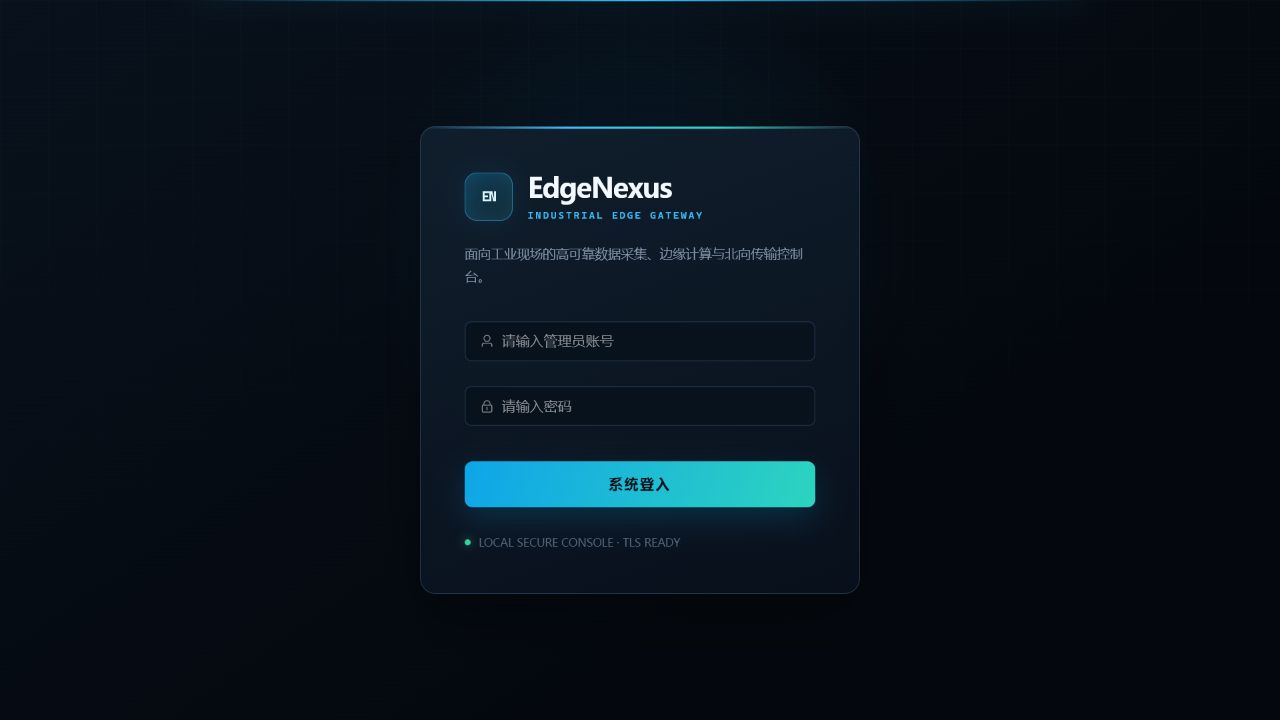 EN
EdgeNexus
INDUSTRIAL EDGE GATEWAY
面向工业现场的高可靠数据采集、边缘计算与北向传输控制
台。
请输入管理员账号
请输入密码
系统登入
LOCAL SECURE CONSOLE · TLS READY